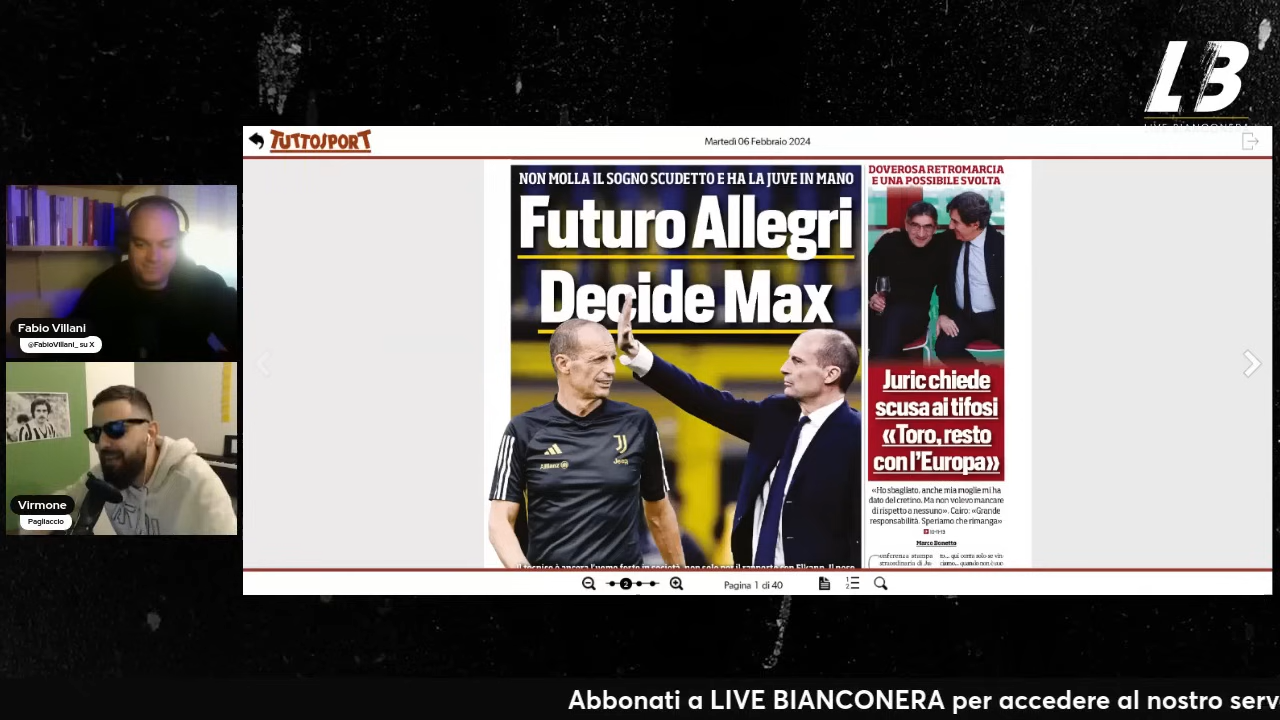 LB
TUTTOSPORT
Martedì 06 Febbraio 2024
NON MOLLA IL SOGNO SCUDETTO E HA LA JUVE IN MANO
Futuro Allegri
Decide Max
DOVEROSA RETROMARCIA
E UNA POSSIBILE SVOLTA
Juric chiede
scusa ai tifosi
«Toro, resto
con l'Europa»
«Ho sbagliato, anche mia moglie mi ha
dato del cretino. Ma non volevo mancare
di rispetto a nessuno». Cairo: «Grande
responsabilità. Speriamo che rimanga»
Marco Bonetto
Allianz
Jeep
Fabio Villani
@FabioVillani_ su X
Virmone
Pagliaccio
2
Pagina 1 di 40
Abbonati a LIVE BIANCONERA per accedere al nostro serv